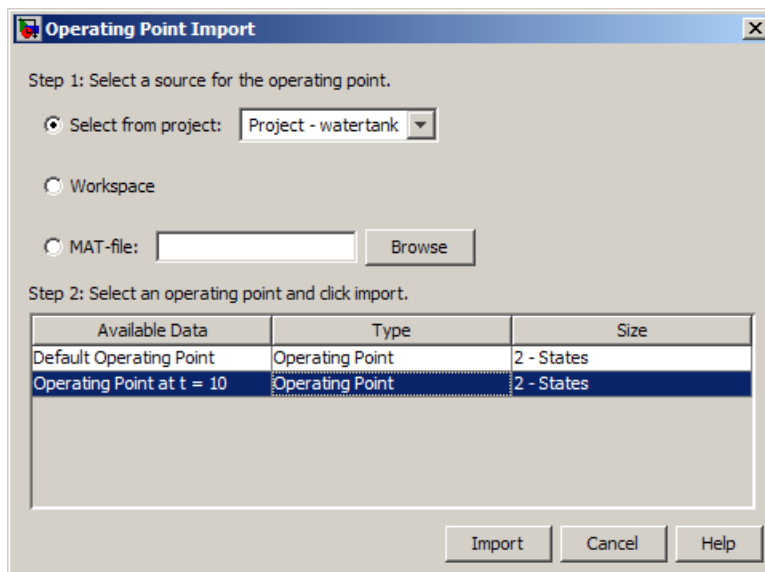 Operating Point Import
Step 1: Select a source for the operating point.
Select from project: Project - watertank
Workspace
MAT-file: Browse
Step 2: Select an operating point and click import.
Available Data Type Size
Default Operating Point Operating Point 2 - States
Operating Point at t = 10 Operating Point 2 - States
Import Cancel Help